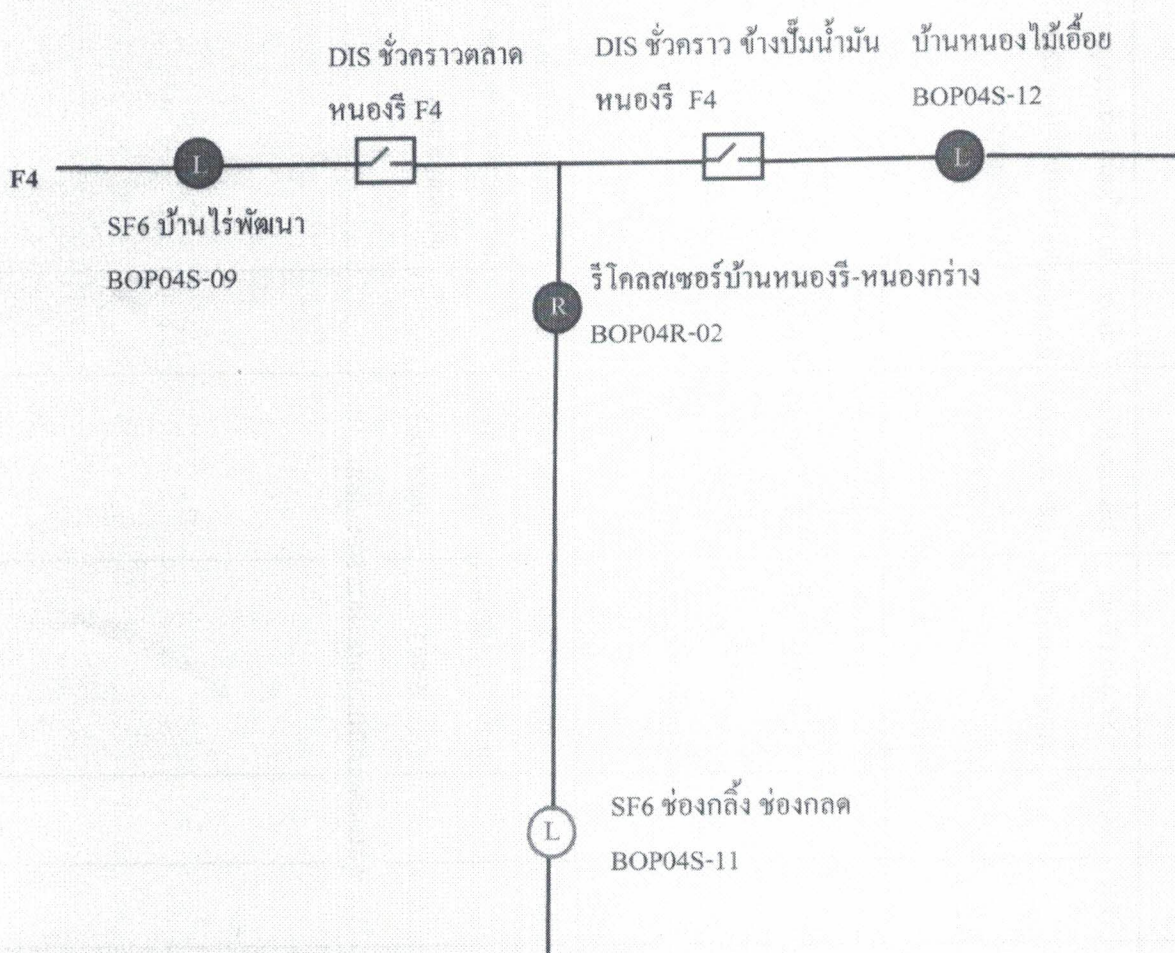 DIS ชั่วคราวตลาด
หนองรี F4
DIS ชั่วคราว ข้างปั๊มน้ำมัน
หนองรี F4
บ้านหนองไม้เอื้อย
BOP04S-12
F4
L
L
SF6 บ้านไร่พัฒนา
BOP04S-09
R
รีโคลสเซอร์บ้านหนองรี-หนองกร่าง
BOP04R-02
L
SF6 ช่องกลิ้ง ช่องกลด
BOP04S-11